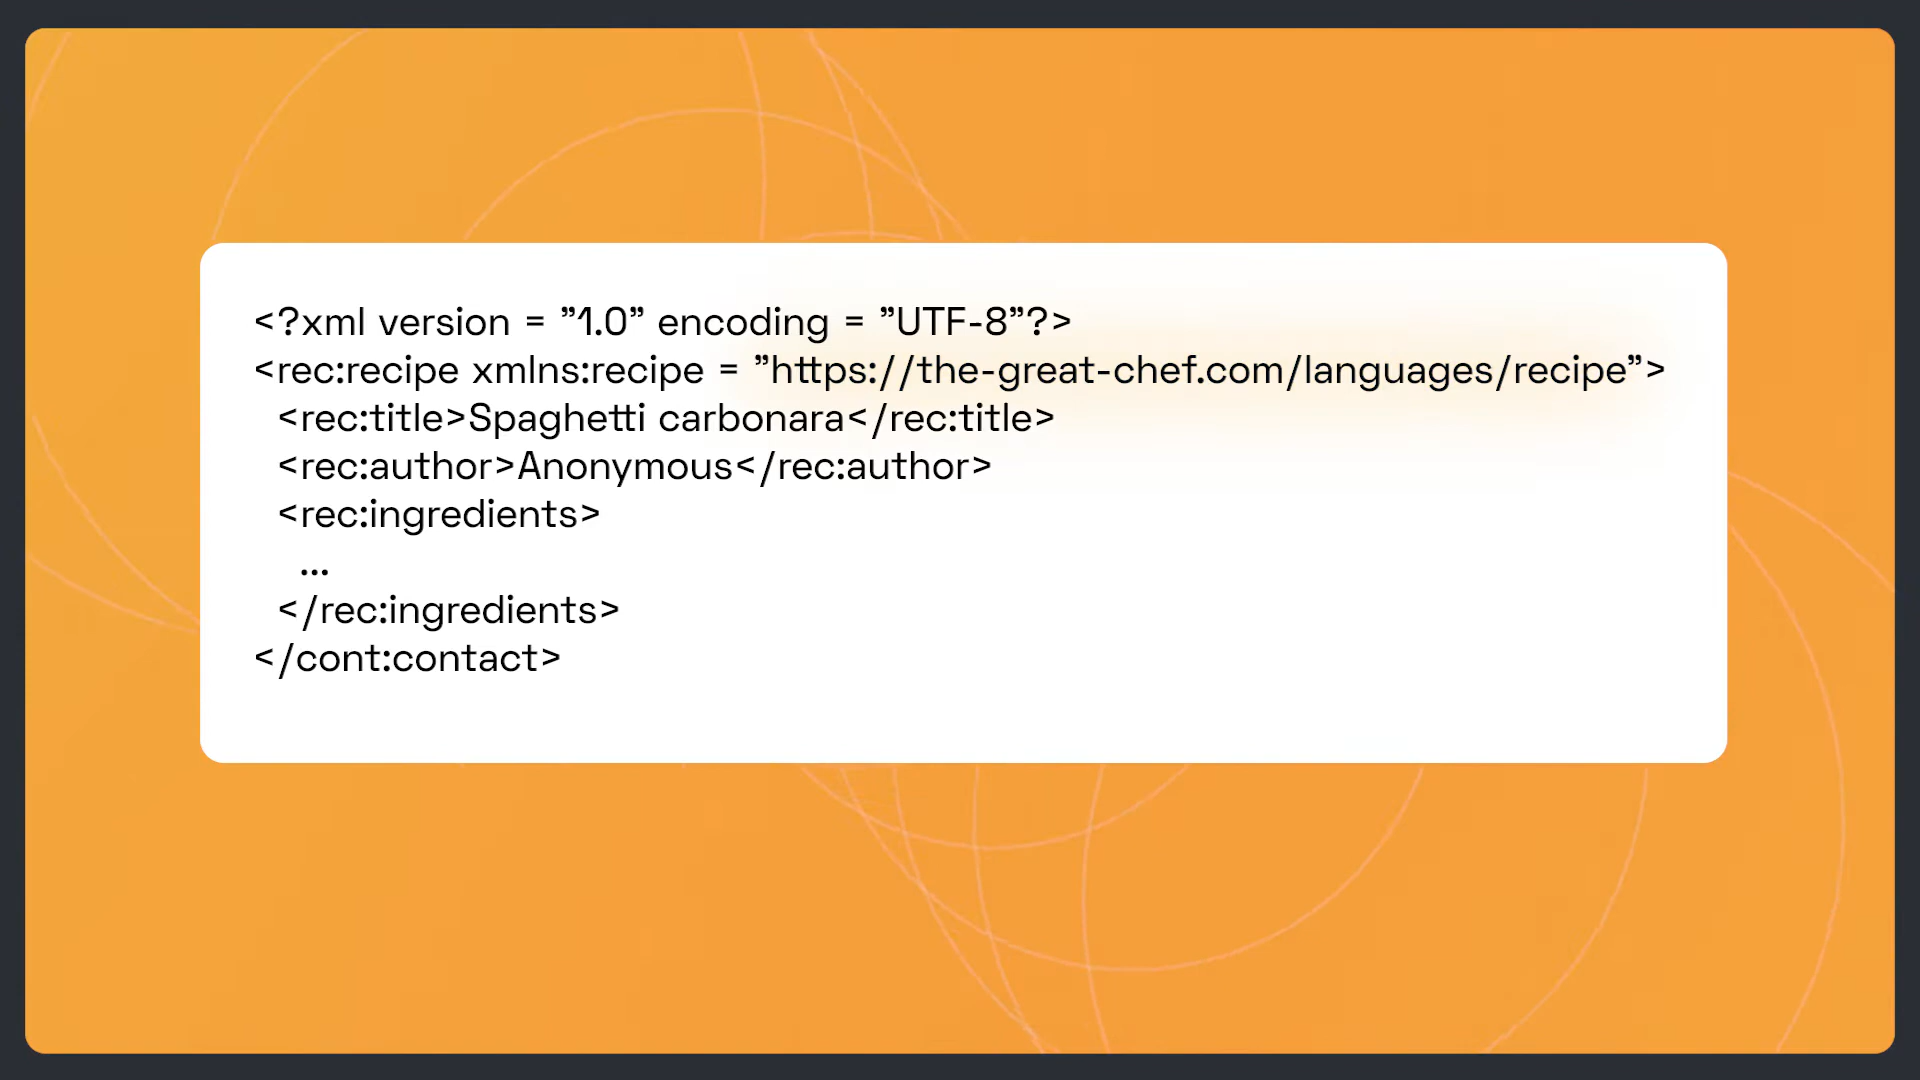 <?xml version = ”1.0” encoding = ”UTF-8”?>
<rec:recipe xmlns:recipe = ”https://the-great-chef.com/languages/recipe”>
<rec:title>Spaghetti carbonara</rec:title>
<rec:author>Anonymous</rec:author>
<rec:ingredients>
...
</rec:ingredients>
</cont:contact>